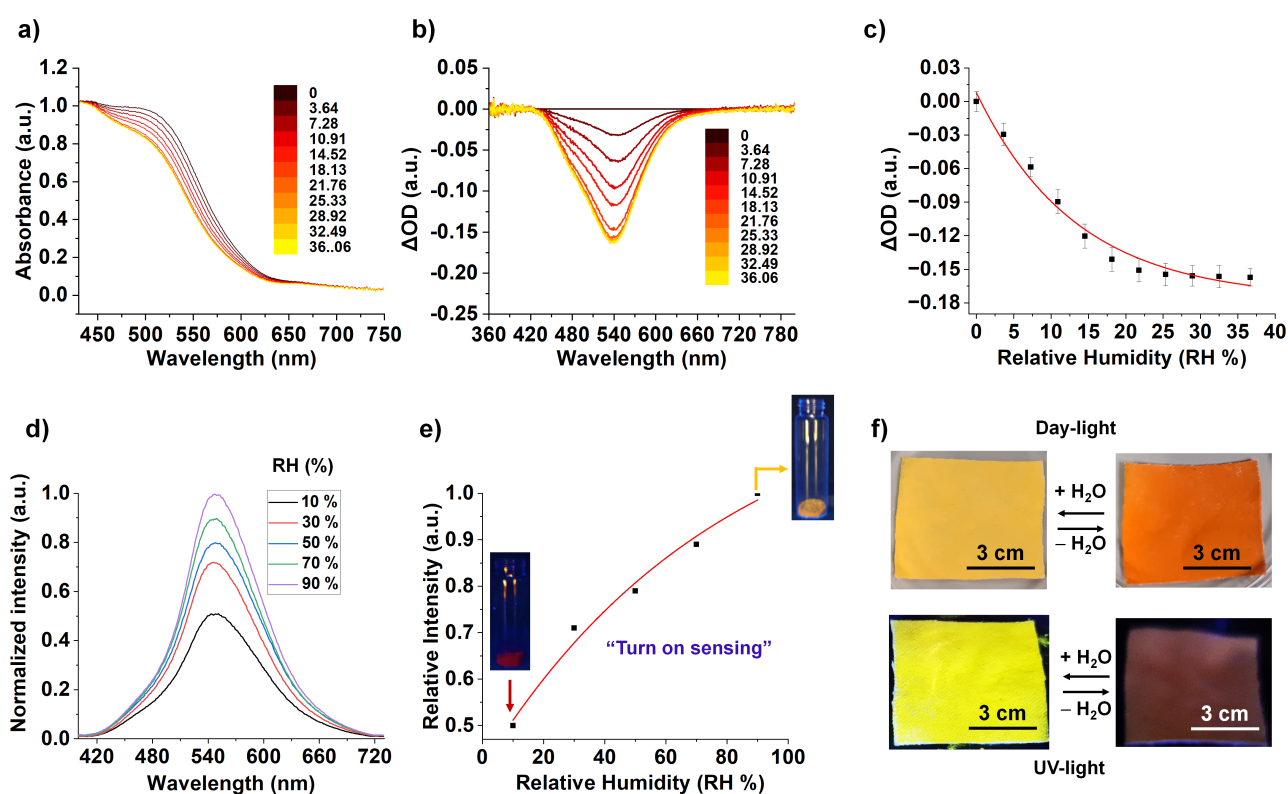 a)
Absorbance (a.u.)
1.2
1.0
0.8
0.6
0.4
0.2
0.0
450 500 550 600 650 700 750
Wavelength (nm)
0
3.64
7.28
10.91
14.52
18.13
21.76
25.33
28.92
32.49
36..06
b)
ΔOD (a.u.)
0.05
0.00
−0.05
−0.10
−0.15
−0.20
−0.25
360 420 480 540 600 660 720 780
Wavelength (nm)
0
3.64
7.28
10.91
14.52
18.13
21.76
25.33
28.92
32.49
36.06
c)
ΔOD (a.u.)
0.03
0.00
−0.03
−0.06
−0.09
−0.12
−0.15
−0.18
0 5 10 15 20 25 30 35 40
Relative Humidity (RH %)
d)
Normalized intensity (a.u.)
1.0
0.8
0.6
0.4
0.2
0.0
420 480 540 600 660 720
Wavelength (nm)
RH (%)
10 %
30 %
50 %
70 %
90 %
e)
Relative Intensity (a.u.)
1.0
0.9
0.8
0.7
0.6
0.5
0 20 40 60 80 100
Relative Humidity (RH %)
“Turn on sensing”
f)
Day-light
+ H₂O
− H₂O
3 cm
3 cm
+ H₂O
− H₂O
3 cm
3 cm
UV-light